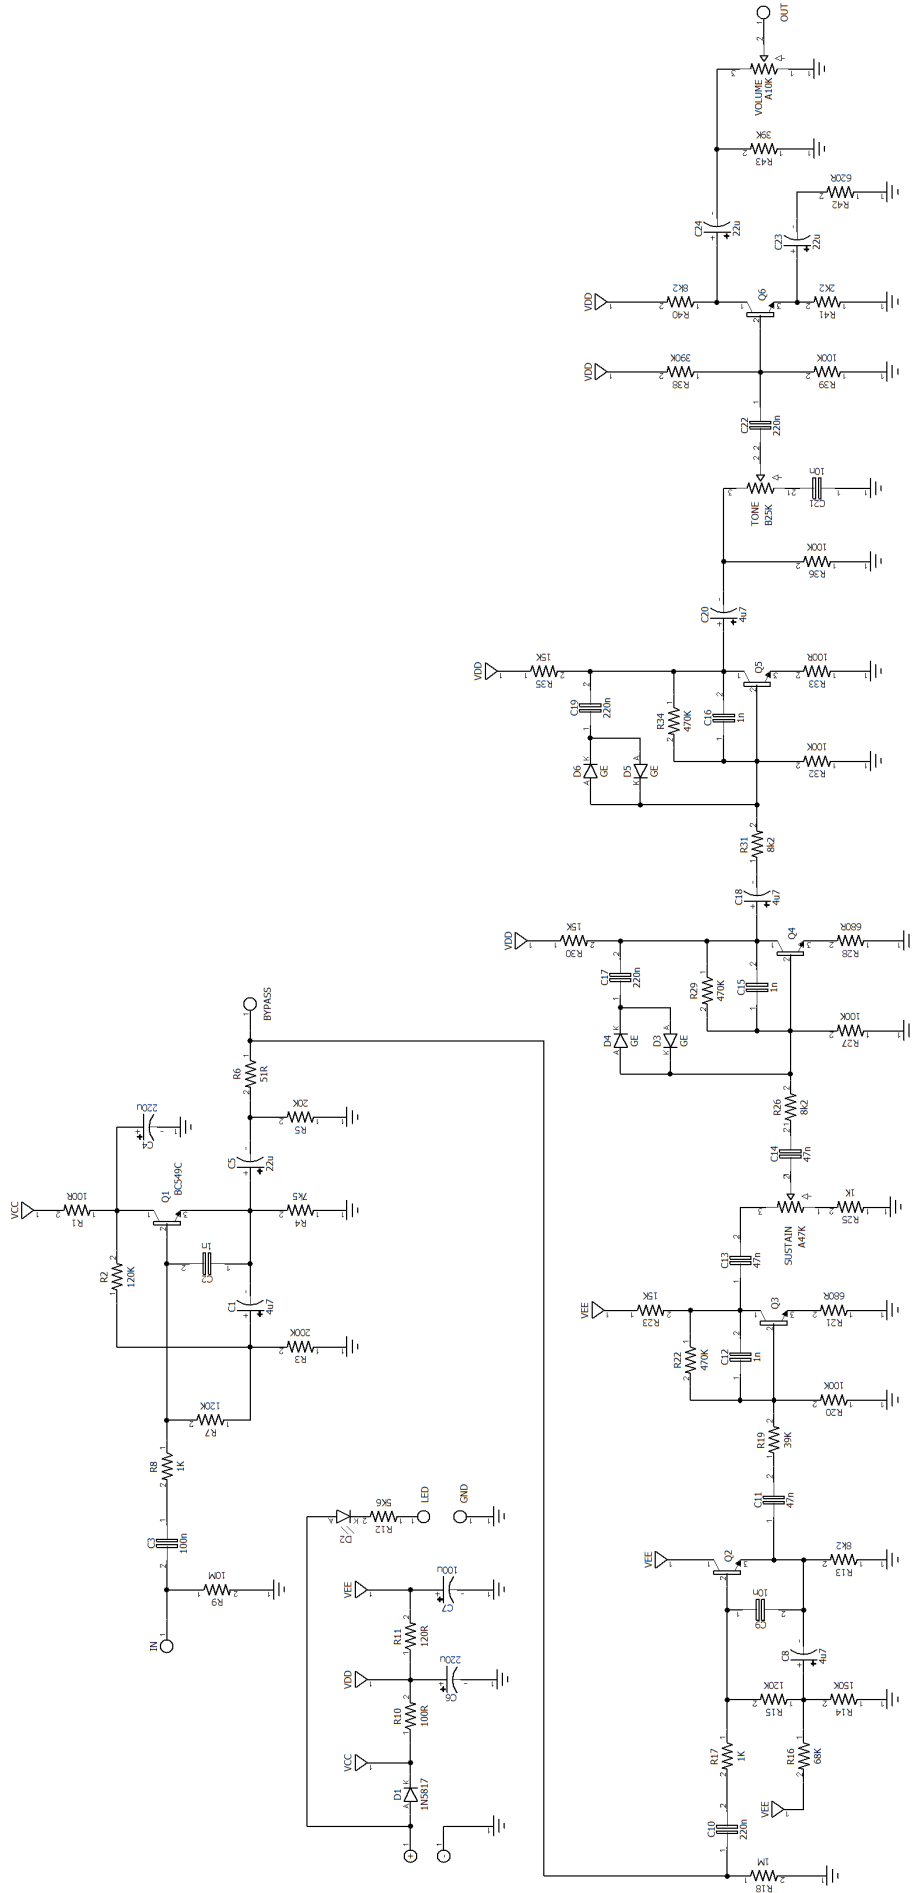 OUT
VOLUME
A10K
39K
R43
C24
22u
620R
R42
C23
22u
VDD
8k2
R40
Q6
2K2
R41
VDD
390K
R38
100K
R39
C22
220n
TONE
B25K
10n
C21
100K
R36
C20
4u7
VDD
15K
R35
Q5
100R
R33
C19
220n
R34
470K
C16
1n
D6
GE
D5
GE
100K
R32
R31
8k2
C18
4u7
VDD
15K
R30
Q4
680R
R28
C17
220n
R29
470K
C15
1n
D4
GE
D3
GE
100K
R27
R26
8k2
C14
47n
SUSTAIN
A47K
1K
R25
C13
47n
VEE
15K
R23
Q3
680R
R21
R22
470K
C12
1n
100K
R20
R19
39K
C11
47n
VEE
Q2
8k2
R13
10n
C9
C8
4u7
120K
R15
150K
R14
R17
1K
R16
68K
VEE
C10
220n
1M
R18
BYPASS
R6
51R
220u
C4
20K
R5
C5
22u
VCC
100R
R1
Q1
BC549C
7k5
R4
R2
120K
1n
C2
C1
4u7
200K
R3
120K
R7
R8
1K
C3
100n
10M
R9
IN
LED
GND
5K6
R12
D2
VEE
100u
C7
R11
120R
VDD
220u
C6
R10
100R
VCC
D1
1N5817
+
-